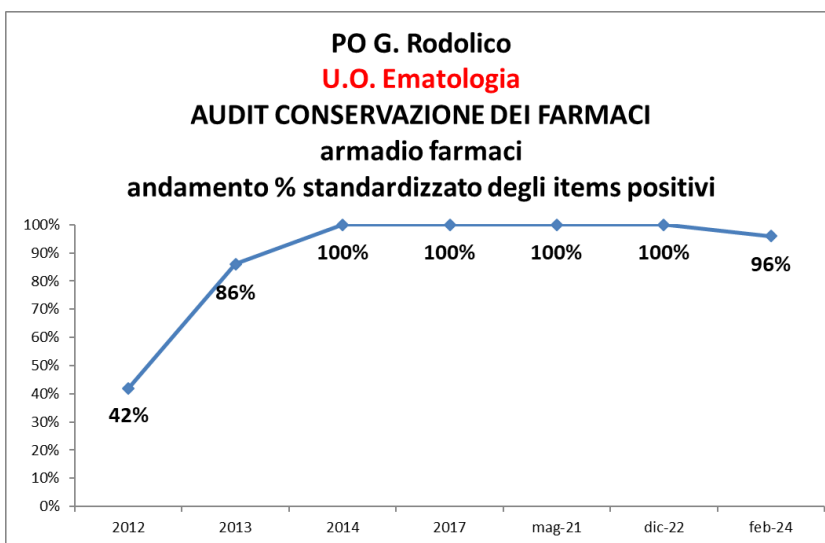 PO G. Rodolico
U.O. Ematologia
AUDIT CONSERVAZIONE DEI FARMACI
armadio farmaci
andamento % standardizzato degli items positivi
100%
90%
80%
70%
60%
50%
40%
30%
20%
10%
0%
42%
86%
100%
100%
100%
100%
96%
2012
2013
2014
2017
mag-21
dic-22
feb-24